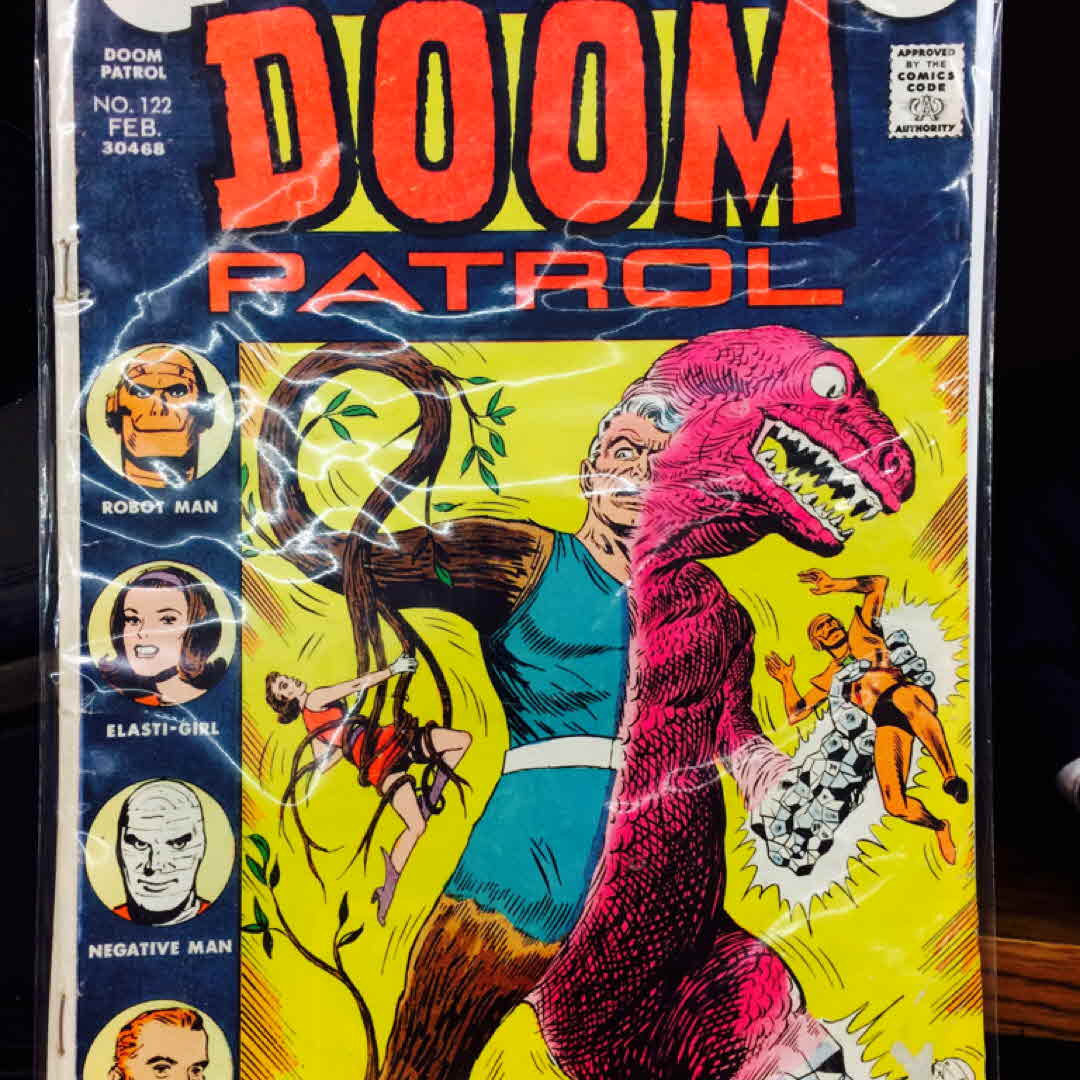 DOOM
PATROL
NO. 122
FEB.
30468
DOOM
PATROL
APPROVED
BY THE
COMICS
CODE
CA
AUTHORITY
ROBOT MAN
ELASTI-GIRL
NEGATIVE MAN